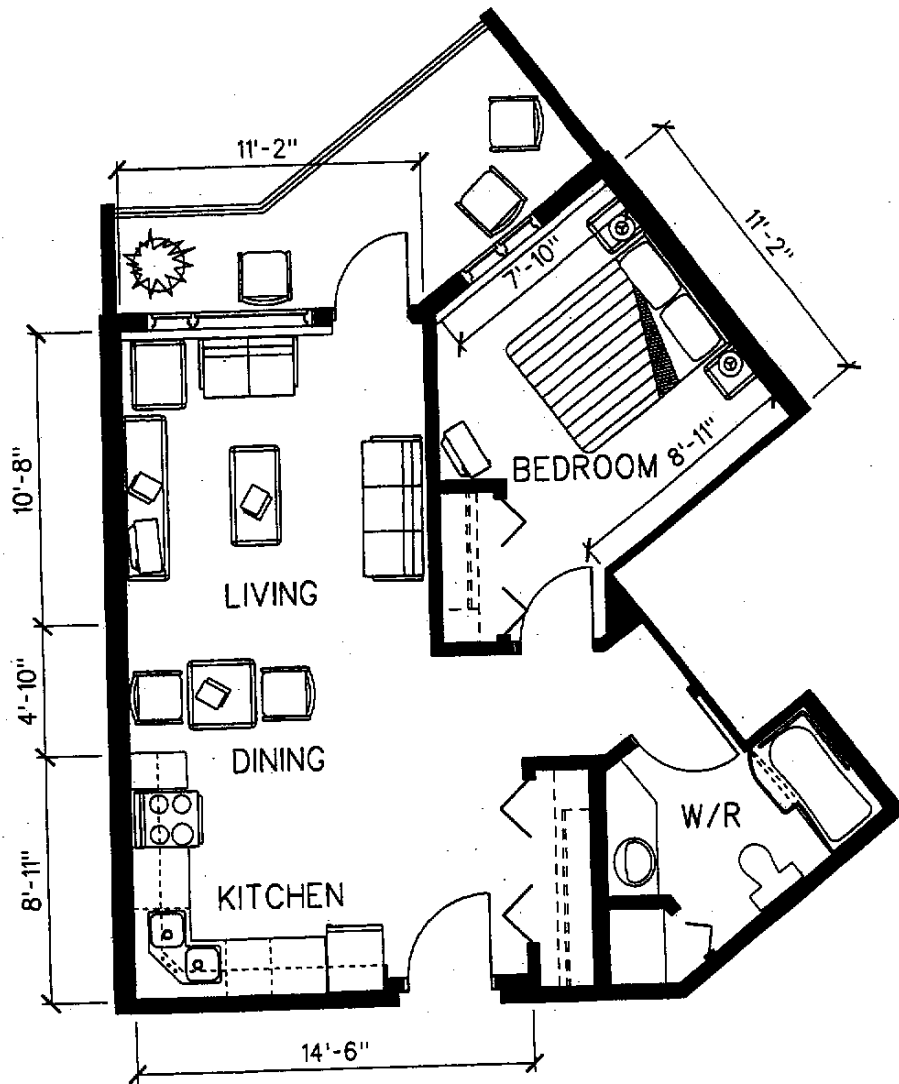 11'-2"
11'-2"
7'-10"
8'-11"
BEDROOM
10'-8"
LIVING
4'-10"
DINING
W/R
8'-11"
KITCHEN
14'-6"